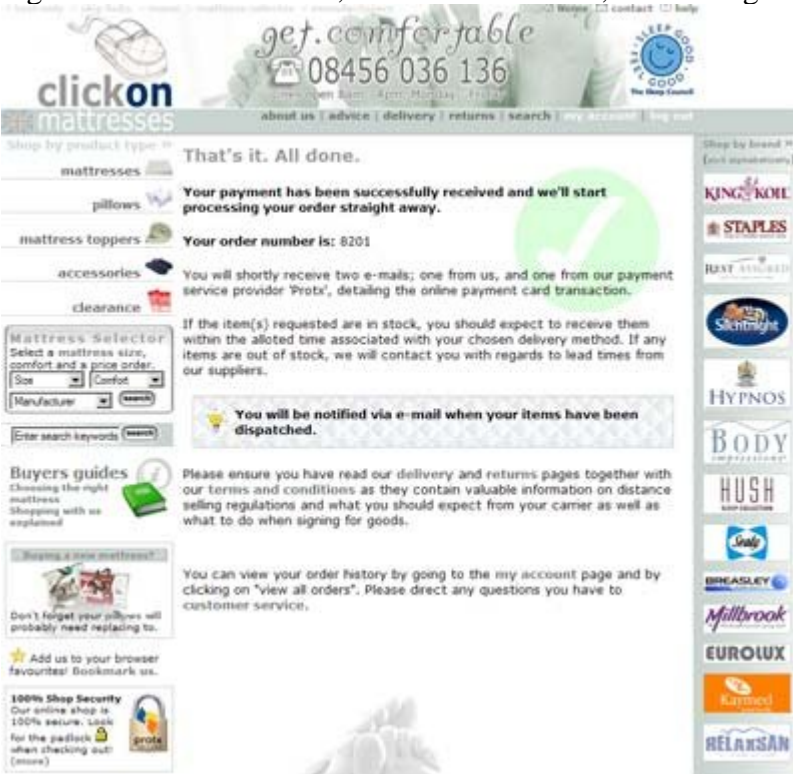 Home contact help
get.comfortable
08456 036 136
clickon
mattresses
SLEEP GOOD FEEL GOOD
The Sleep Council
about us | advice | delivery | returns | search | my account | log out
Shop by product type »
mattresses
pillows
mattress toppers
accessories
clearance
Mattress Selector
Select a mattress size,
comfort and a price order.
Size Comfort
Manufacturer search
Enter search keywords search
Buyers guides
Choosing the right
mattress
Shopping with us
explained
Buying a new mattress?
Don't forget your pillows will
probably need replacing to.
Add us to your browser
favourites! Bookmark us.
100% Shop Security
Our online shop is
100% secure. Look
for the padlock
when checking out!
(more)
protx
That's it. All done.
Your payment has been successfully received and we'll start
processing your order straight away.
Your order number is: 8201
You will shortly receive two e-mails; one from us, and one from our payment
service provider 'Protx', detailing the online payment card transaction.
If the item(s) requested are in stock, you should expect to receive them
within the alloted time associated with your chosen delivery method. If any
items are out of stock, we will contact you with regards to lead times from
our suppliers.
You will be notified via e-mail when your items have been
dispatched.
Please ensure you have read our delivery and returns pages together with
our terms and conditions as they contain valuable information on distance
selling regulations and what you should expect from your carrier as well as
what to do when signing for goods.
You can view your order history by going to the my account page and by
clicking on "view all orders". Please direct any questions you have to
customer service.
Shop by brand »
KING KOIL
STAPLES
REST ASSURED
Silentnight
HYPNOS
BODY
impressions
HUSH
Sealy
BREASLEY
Millbrook
EUROLUX
Kaymed
RELAXSAN